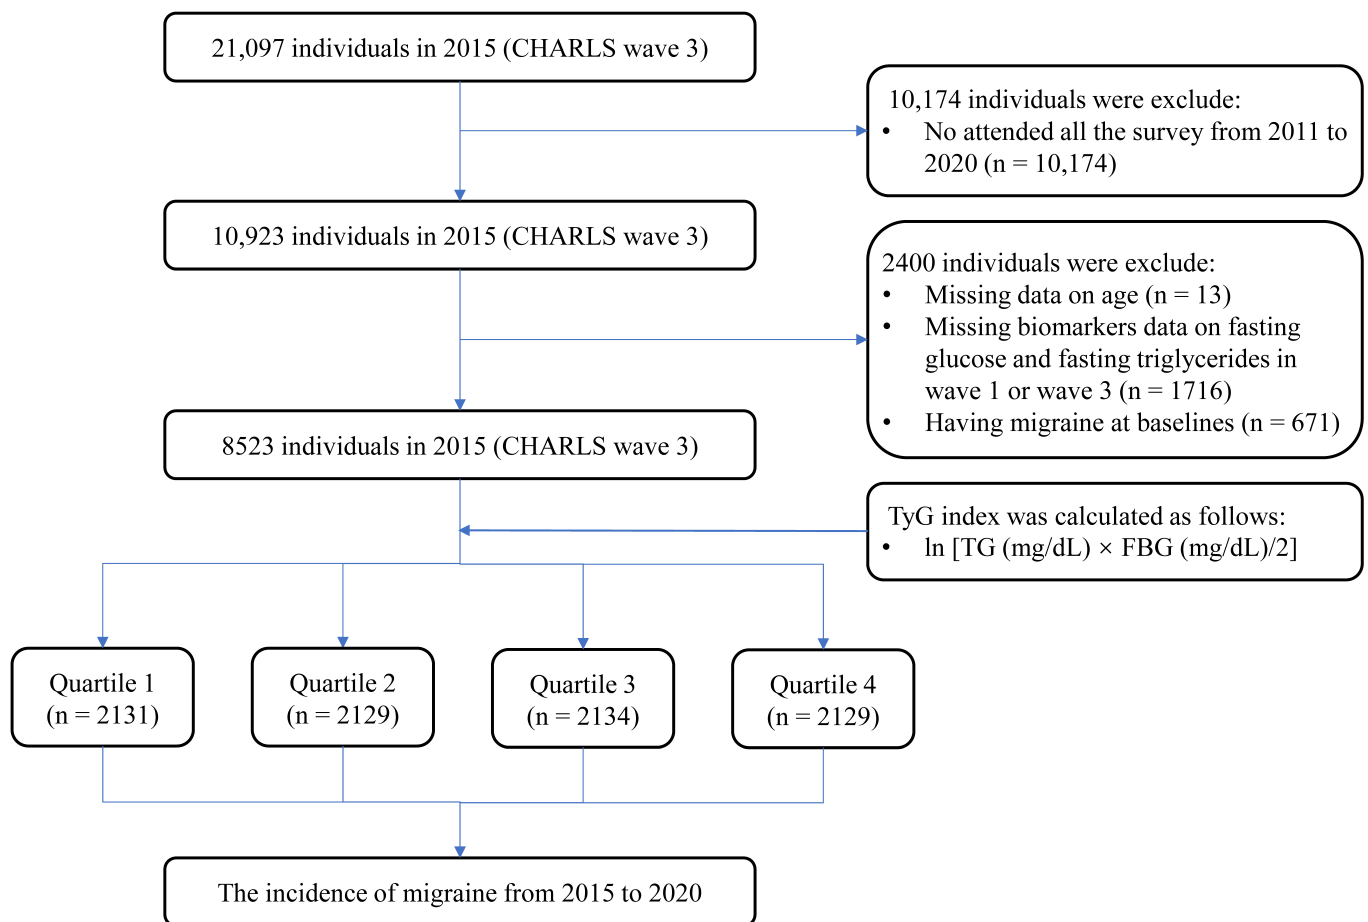 21,097 individuals in 2015 (CHARLS wave 3)
10,174 individuals were exclude:
• No attended all the survey from 2011 to
2020 (n = 10,174)
10,923 individuals in 2015 (CHARLS wave 3)
2400 individuals were exclude:
• Missing data on age (n = 13)
• Missing biomarkers data on fasting
glucose and fasting triglycerides in
wave 1 or wave 3 (n = 1716)
• Having migraine at baselines (n = 671)
8523 individuals in 2015 (CHARLS wave 3)
TyG index was calculated as follows:
• ln [TG (mg/dL) × FBG (mg/dL)/2]
Quartile 1
(n = 2131)
Quartile 2
(n = 2129)
Quartile 3
(n = 2134)
Quartile 4
(n = 2129)
The incidence of migraine from 2015 to 2020